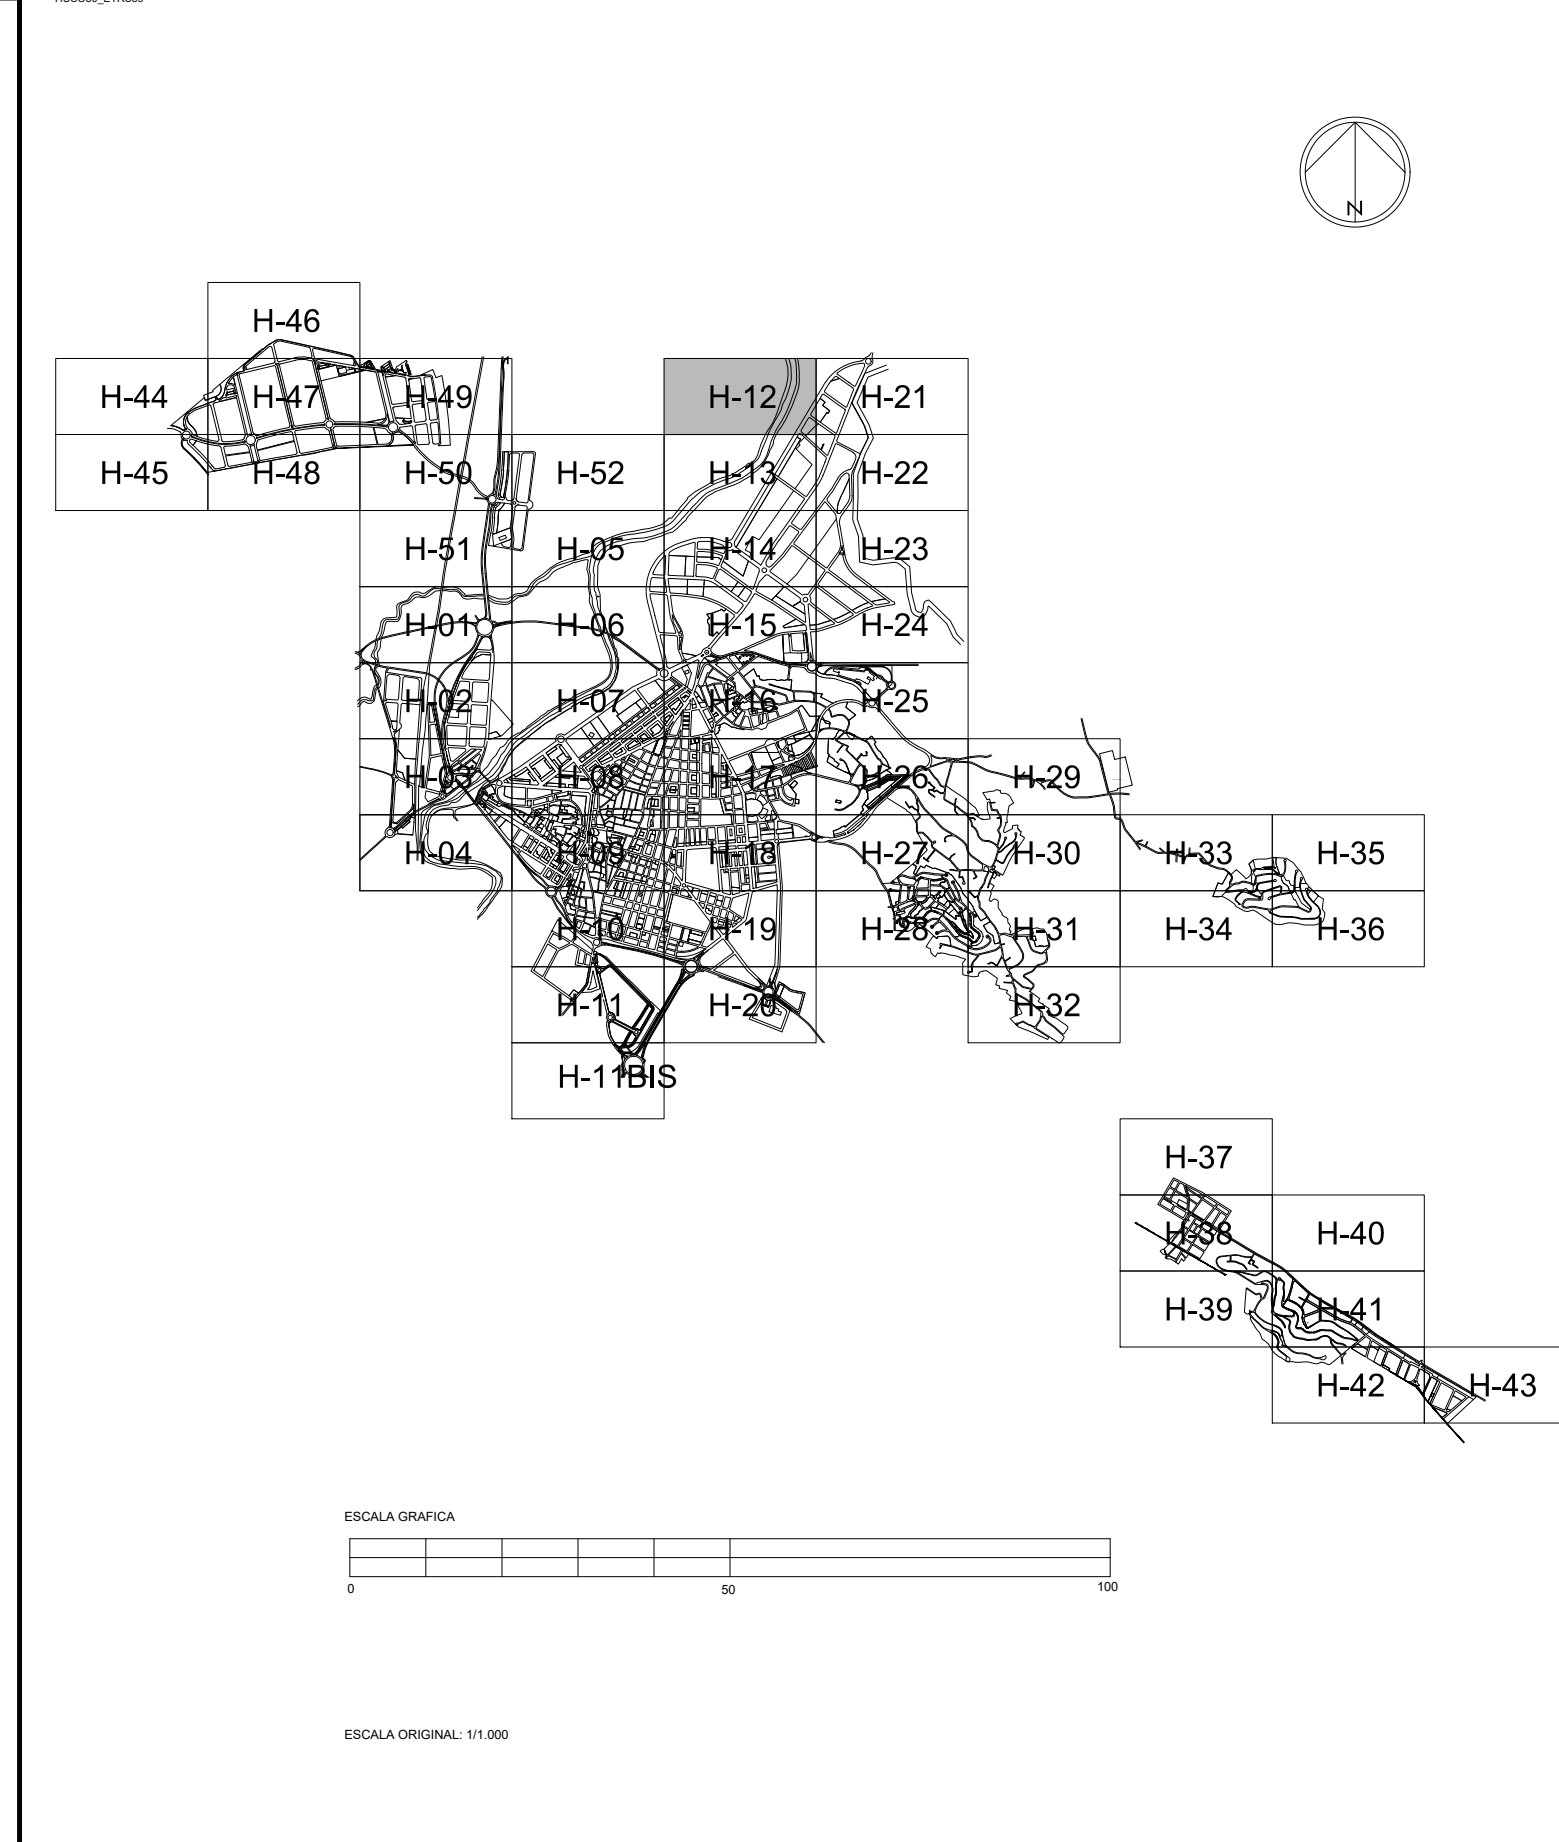 N
H-46
H-44 H-47 H-49 H-12 H-21
H-45 H-48 H-50 H-52 H-13 H-22
H-51 H-05 H-14 H-23
H-01 H-06 H-15 H-24
H-02 H-07 H-16 H-25
H-03 H-08 H-17 H-26 H-29
H-04 H-09 H-18 H-27 H-30 H-33 H-35
H-10 H-19 H-28 H-31 H-34 H-36
H-11 H-20 H-32
H-11BIS
H-37
H-38 H-40
H-39 H-41
H-42 H-43
ESCALA GRAFICA
0 50 100
ESCALA ORIGINAL: 1/1.000